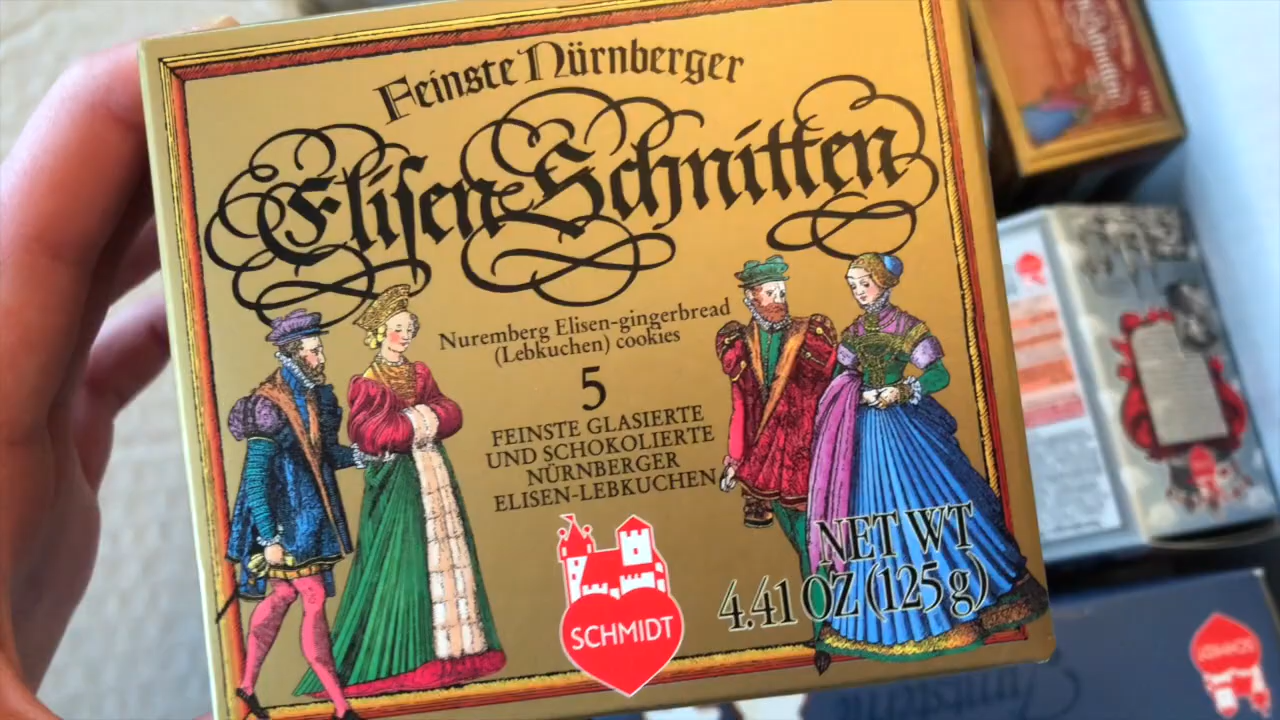 Feinste Nürnberger
Elisen Schnitten
Nuremberg Elisen-gingerbread
(Lebkuchen) cookies
5
FEINSTE GLASIERTE
UND SCHOKOLIERTE
NÜRNBERGER
ELISEN-LEBKUCHEN
NET WT
4.41 OZ (125 g)
SCHMIDT
SCHMIDT